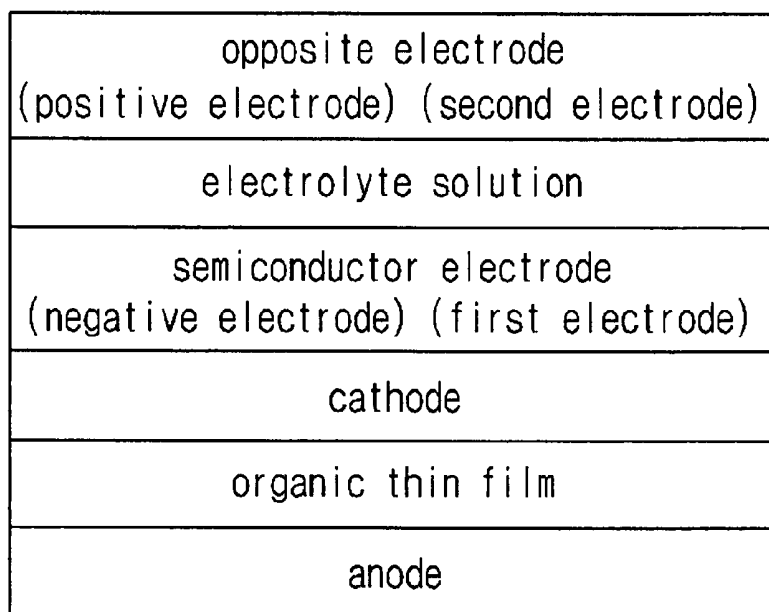 opposite electrode
(positive electrode) (second electrode)
electrolyte solution
semiconductor electrode
(negative electrode) (first electrode)
cathode
organic thin film
anode